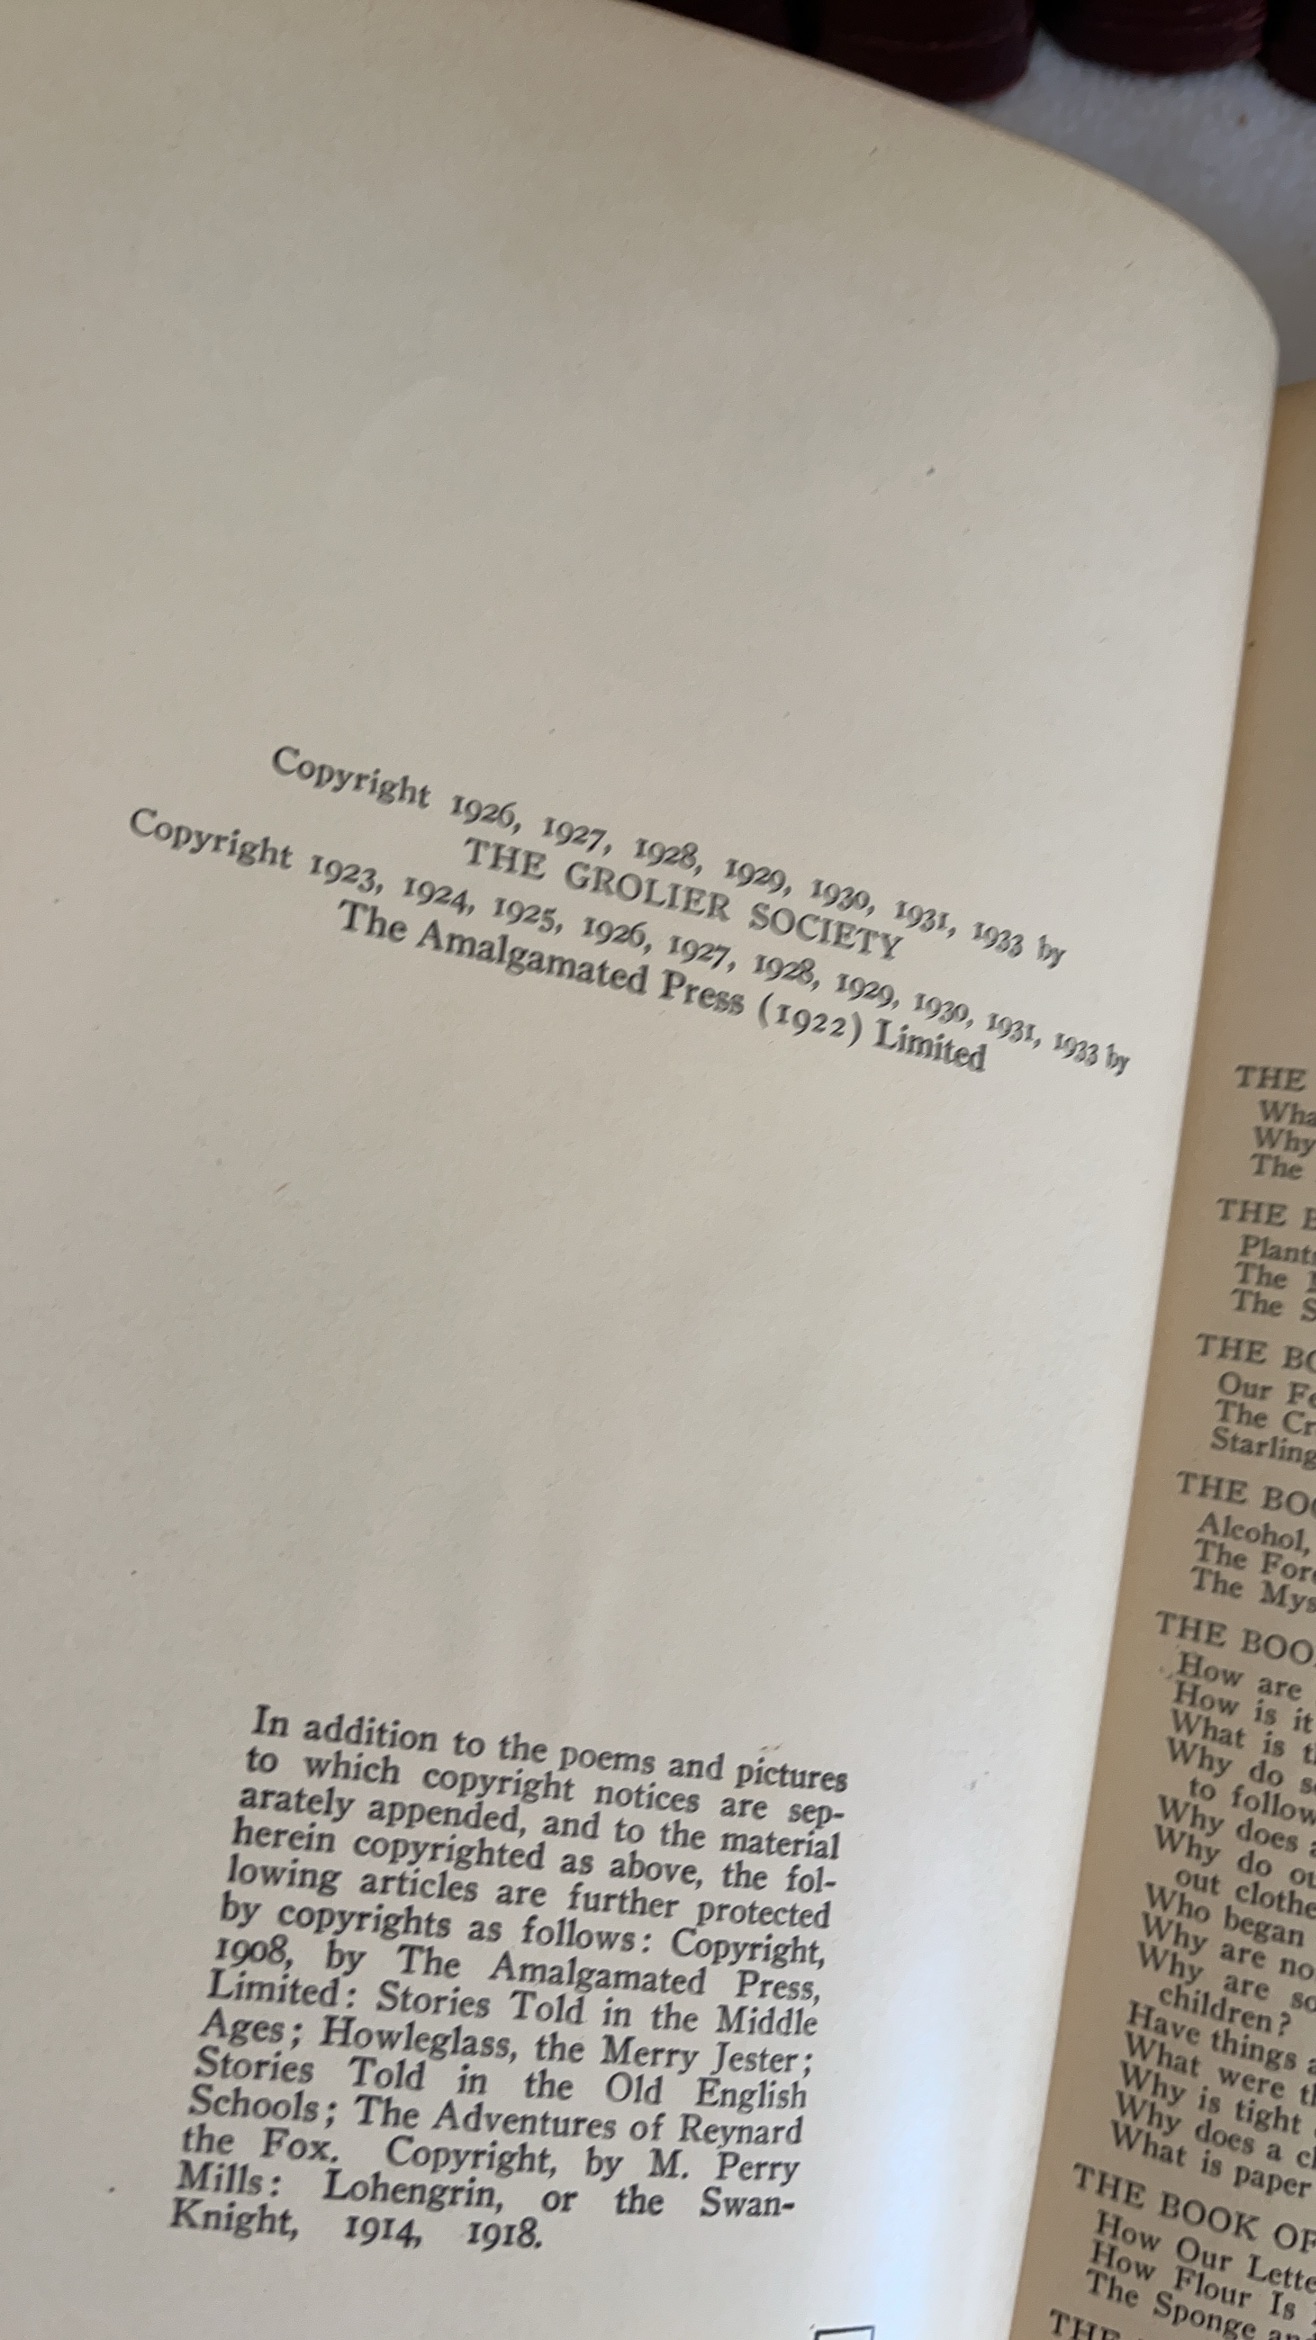 Copyright 1926, 1927, 1928, 1929, 1930, 1931, 1933 by
THE GROLIER SOCIETY
Copyright 1923, 1924, 1925, 1926, 1927, 1928, 1929, 1930, 1931, 1933 by
The Amalgamated Press (1922) Limited
In addition to the poems and pictures
to which copyright notices are sep-
arately appended, and to the material
herein copyrighted as above, the fol-
lowing articles are further protected
by copyrights as follows: Copyright,
1908, by The Amalgamated Press,
Limited: Stories Told in the Middle
Ages; Howleglass, the Merry Jester;
Stories Told in the Old English
Schools; The Adventures of Reynard
the Fox. Copyright, by M. Perry
Mills: Lohengrin, or the Swan-
Knight, 1914, 1918.
THE
Why
The
THE
Plants
The
The
THE
Our
The
Starling
THE
Alcohol,
The
The
THE
How are
How is it
What is
Why do
to follow
Why does
Why do
out
Who began
Why are
Why are
children?
Have things
What were
Why is tight
Why does a
What is paper
THE BOOK OF
How Our
How Flour Is
The Sponge
THE